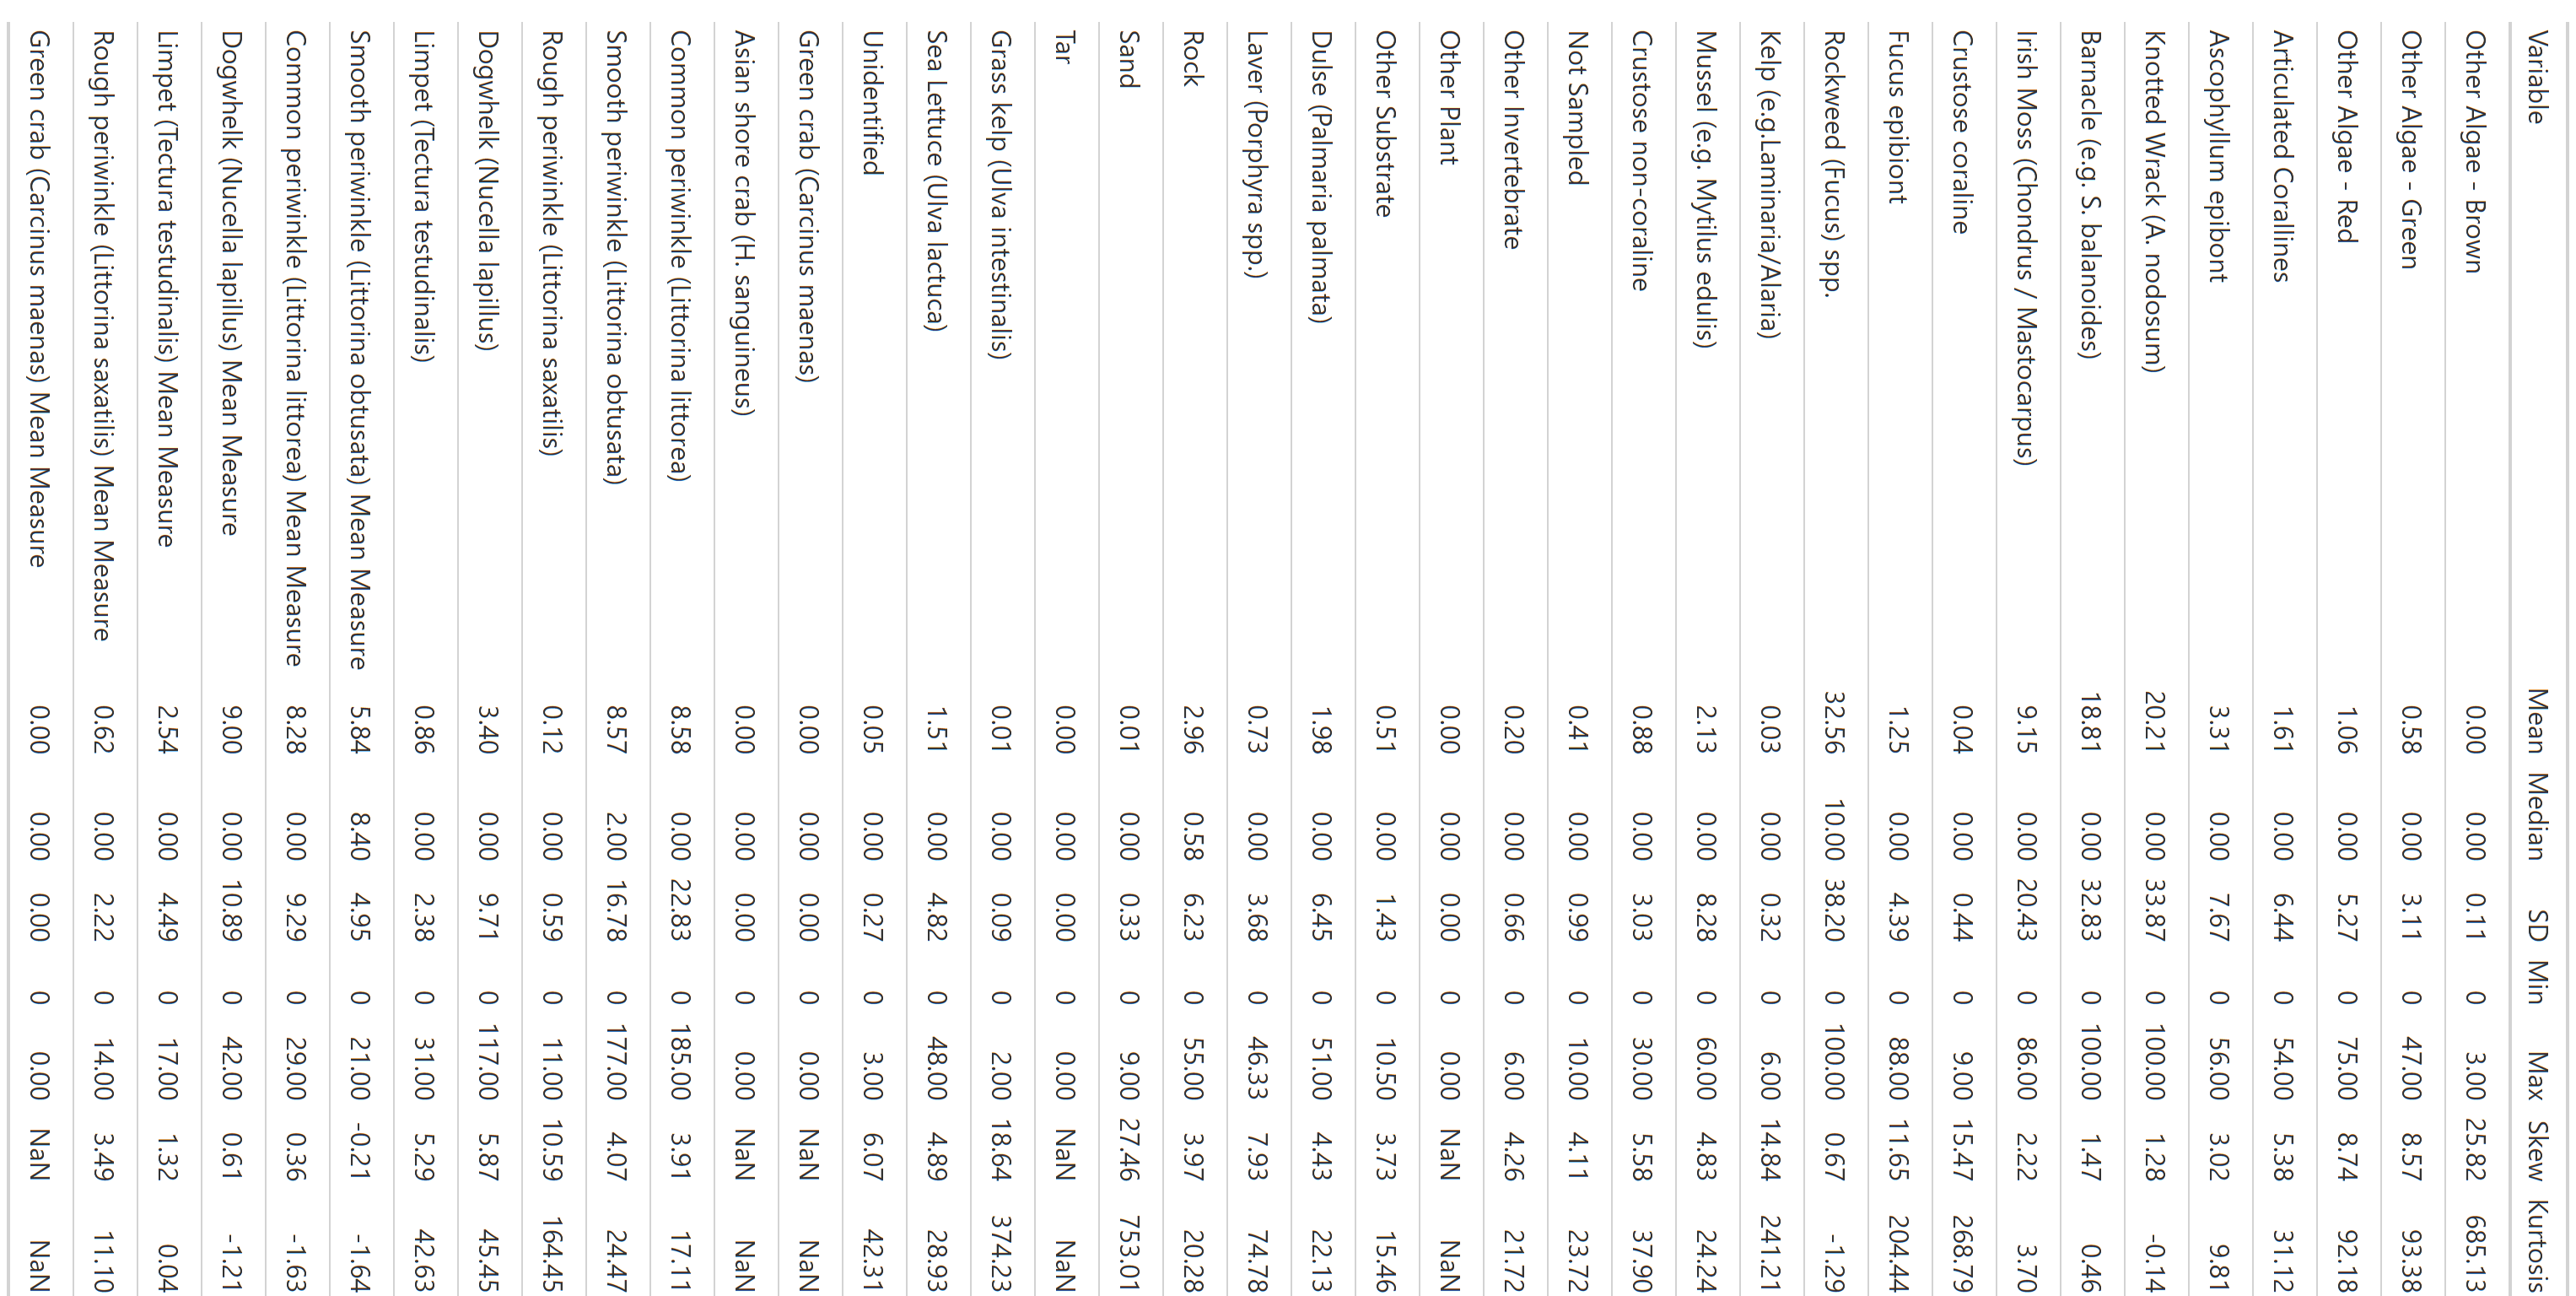 Variable Mean Median SD Min Max Skew Kurtosis
Other Algae - Brown 0.00 0.00 0.11 0 3.00 25.82 685.13
Other Algae - Green 0.58 0.00 3.11 0 47.00 8.57 93.38
Other Algae - Red 1.06 0.00 5.27 0 75.00 8.74 92.18
Articulated Corallines 1.61 0.00 6.44 0 54.00 5.38 31.12
Ascophyllum epibont 3.31 0.00 7.67 0 56.00 3.02 9.81
Knotted Wrack (A. nodosum) 20.21 0.00 33.87 0 100.00 1.28 -0.14
Barnacle (e.g. S. balanoides) 18.81 0.00 32.83 0 100.00 1.47 0.46
Irish Moss (Chondrus / Mastocarpus) 9.15 0.00 20.43 0 86.00 2.22 3.70
Crustose coraline 0.04 0.00 0.44 0 9.00 15.47 268.79
Fucus epibiont 1.25 0.00 4.39 0 88.00 11.65 204.44
Rockweed (Fucus) spp. 32.56 10.00 38.20 0 100.00 0.67 -1.29
Kelp (e.g.Laminaria/Alaria) 0.03 0.00 0.32 0 6.00 14.84 241.21
Mussel (e.g. Mytilus edulis) 2.13 0.00 8.28 0 60.00 4.83 24.24
Crustose non-coraline 0.88 0.00 3.03 0 30.00 5.58 37.90
Not Sampled 0.41 0.00 0.99 0 10.00 4.11 23.72
Other Invertebrate 0.20 0.00 0.66 0 6.00 4.26 21.72
Other Plant 0.00 0.00 0.00 0 0.00 NaN NaN
Other Substrate 0.51 0.00 1.43 0 10.50 3.73 15.46
Dulse (Palmaria palmata) 1.98 0.00 6.45 0 51.00 4.43 22.13
Laver (Porphyra spp.) 0.73 0.00 3.68 0 46.33 7.93 74.78
Rock 2.96 0.58 6.23 0 55.00 3.97 20.28
Sand 0.01 0.00 0.33 0 9.00 27.46 753.01
Tar 0.00 0.00 0.00 0 0.00 NaN NaN
Grass kelp (Ulva intestinalis) 0.01 0.00 0.09 0 2.00 18.64 374.23
Sea Lettuce (Ulva lactuca) 1.51 0.00 4.82 0 48.00 4.89 28.93
Unidentified 0.05 0.00 0.27 0 3.00 6.07 42.31
Green crab (Carcinus maenas) 0.00 0.00 0.00 0 0.00 NaN NaN
Asian shore crab (H. sanguineus) 0.00 0.00 0.00 0 0.00 NaN NaN
Common periwinkle (Littorina littorea) 8.58 0.00 22.83 0 185.00 3.91 17.11
Smooth periwinkle (Littorina obtusata) 8.57 2.00 16.78 0 177.00 4.07 24.47
Rough periwinkle (Littorina saxatilis) 0.12 0.00 0.59 0 11.00 10.59 164.45
Dogwhelk (Nucella lapillus) 3.40 0.00 9.71 0 117.00 5.87 45.45
Limpet (Tectura testudinalis) 0.86 0.00 2.38 0 31.00 5.29 42.63
Smooth periwinkle (Littorina obtusata) Mean Measure 5.84 8.40 4.95 0 21.00 -0.21 -1.64
Common periwinkle (Littorina littorea) Mean Measure 8.28 0.00 9.29 0 29.00 0.36 -1.63
Dogwhelk (Nucella lapillus) Mean Measure 9.00 0.00 10.89 0 42.00 0.61 -1.21
Limpet (Tectura testudinalis) Mean Measure 2.54 0.00 4.49 0 17.00 1.32 0.04
Rough periwinkle (Littorina saxatilis) Mean Measure 0.62 0.00 2.22 0 14.00 3.49 11.10
Green crab (Carcinus maenas) Mean Measure 0.00 0.00 0.00 0 0.00 NaN NaN